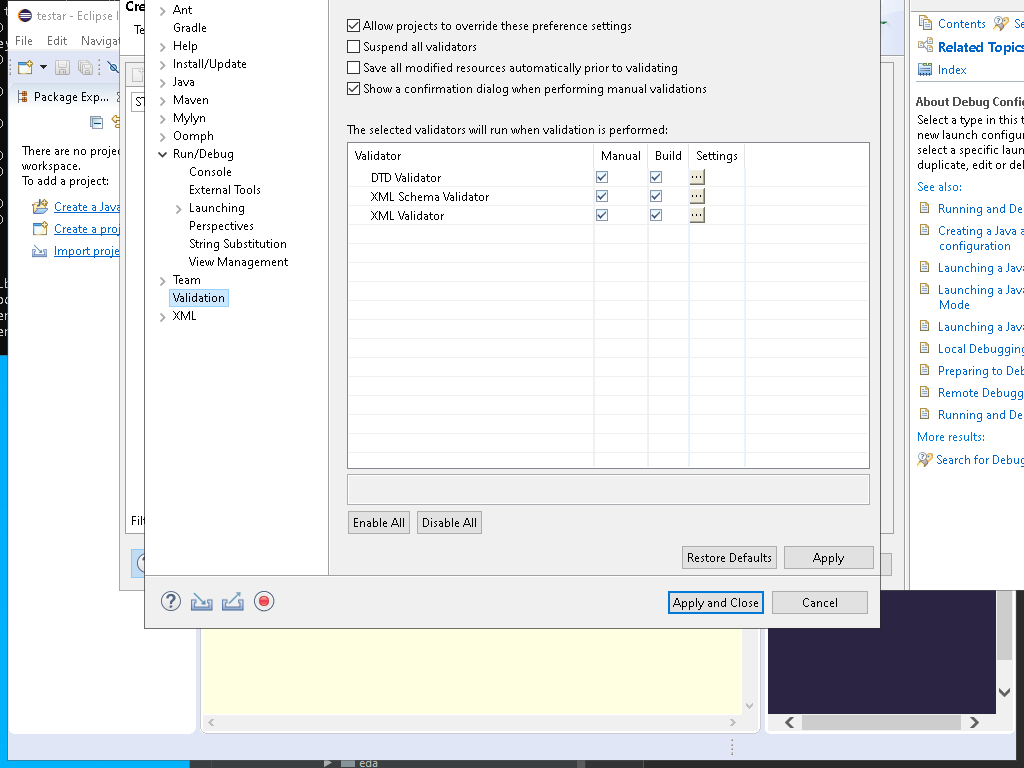 testar - Eclipse I
File Edit Navigat
Package Exp...
There are no projec
workspace.
To add a project:
Create a Java
Create a proj
Import proje
Cre
Filt
Ant
Gradle
Help
Install/Update
Java
Maven
Mylyn
Oomph
Run/Debug
Console
External Tools
Launching
Perspectives
String Substitution
View Management
Team
Validation
XML
Allow projects to override these preference settings
Suspend all validators
Save all modified resources automatically prior to validating
Show a confirmation dialog when performing manual validations
The selected validators will run when validation is performed:
Validator Manual Build Settings
DTD Validator ...
XML Schema Validator ...
XML Validator ...
Enable All Disable All
Restore Defaults Apply
Apply and Close Cancel
Contents Se
Related Topics
Index
About Debug Config
Select a type in this t
new launch configur
select a specific laun
duplicate, edit or del
See also:
Running and De
Creating a Java a
configuration
Launching a Java
Launching a Java
Mode
Launching a Java
Local Debugging
Preparing to Deb
Remote Debugg
Running and De
More results:
Search for Debug
eda